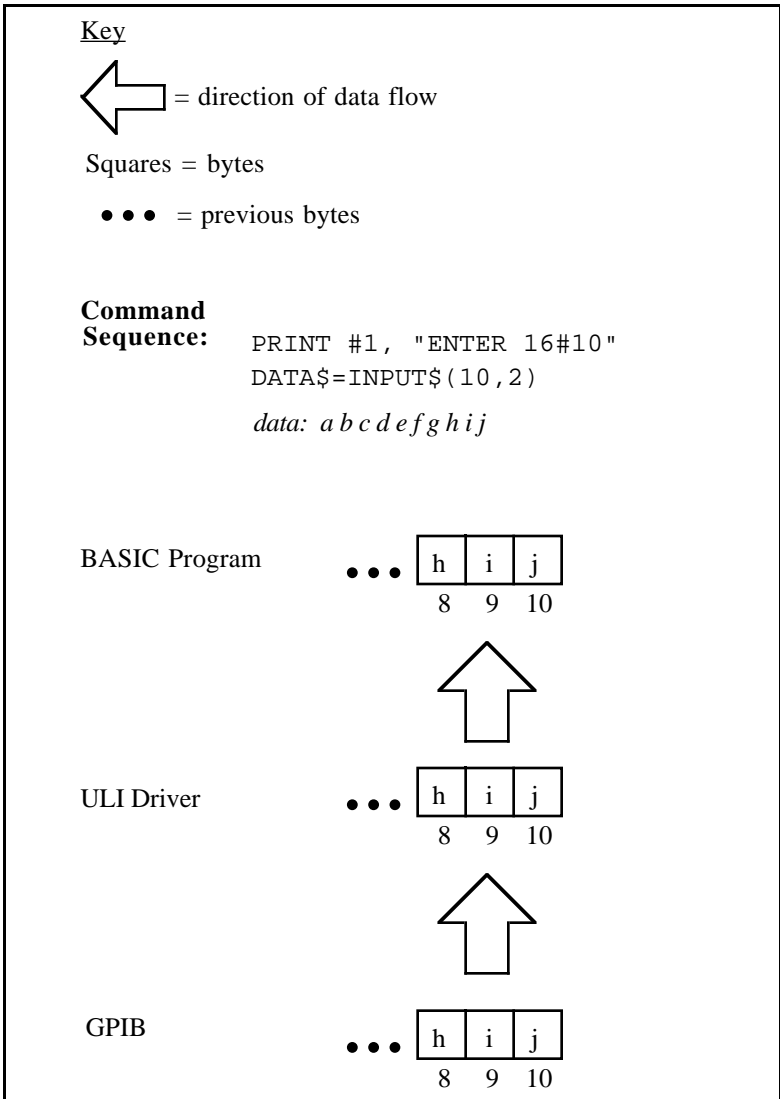 Key
= direction of data flow
Squares = bytes
••• = previous bytes
Command
Sequence:
PRINT #1, "ENTER 16#10"
DATA$=INPUT$(10,2)
data: a b c d e f g h i j
BASIC Program ••• h i j
8 9 10
ULI Driver ••• h i j
8 9 10
GPIB ••• h i j
8 9 10